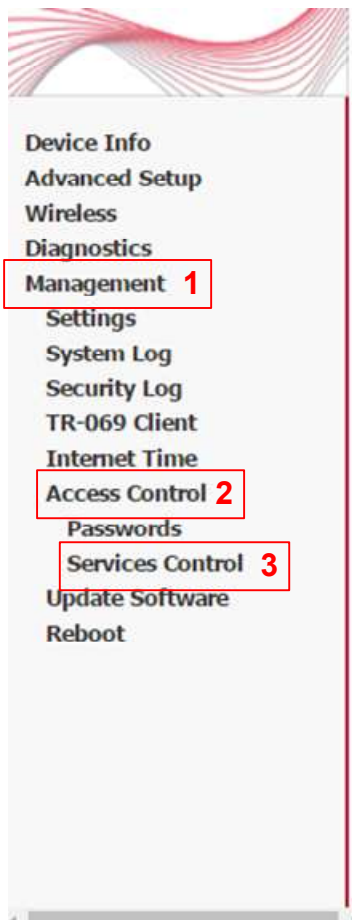 Device Info
Advanced Setup
Wireless
Diagnostics
Management 1
Settings
System Log
Security Log
TR-069 Client
Internet Time
Access Control 2
Passwords
Services Control 3
Update Software
Reboot